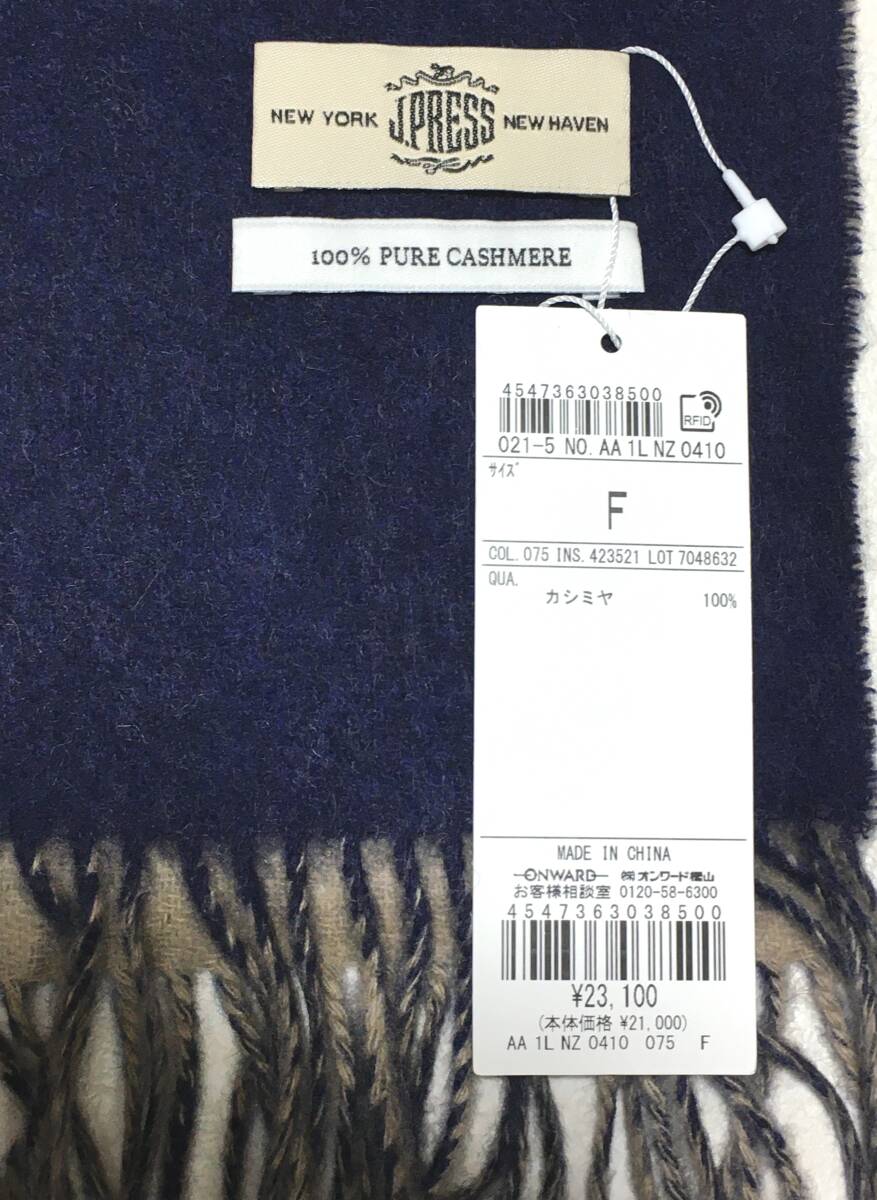 NEW YORK J.PRESS NEW HAVEN
100% PURE CASHMERE
4547363038500
RFID
021-5 NO. AA 1L NZ 0410
サイズ
F
COL. 075 INS. 423521 LOT 7048632
QUA.
カシミヤ 100%
MADE IN CHINA
ONWARD ㈱オンワード樫山
お客様相談室 0120-58-6300
4547363038500
¥23,100
(本体価格 ¥21,000)
AA 1L NZ 0410 075 F